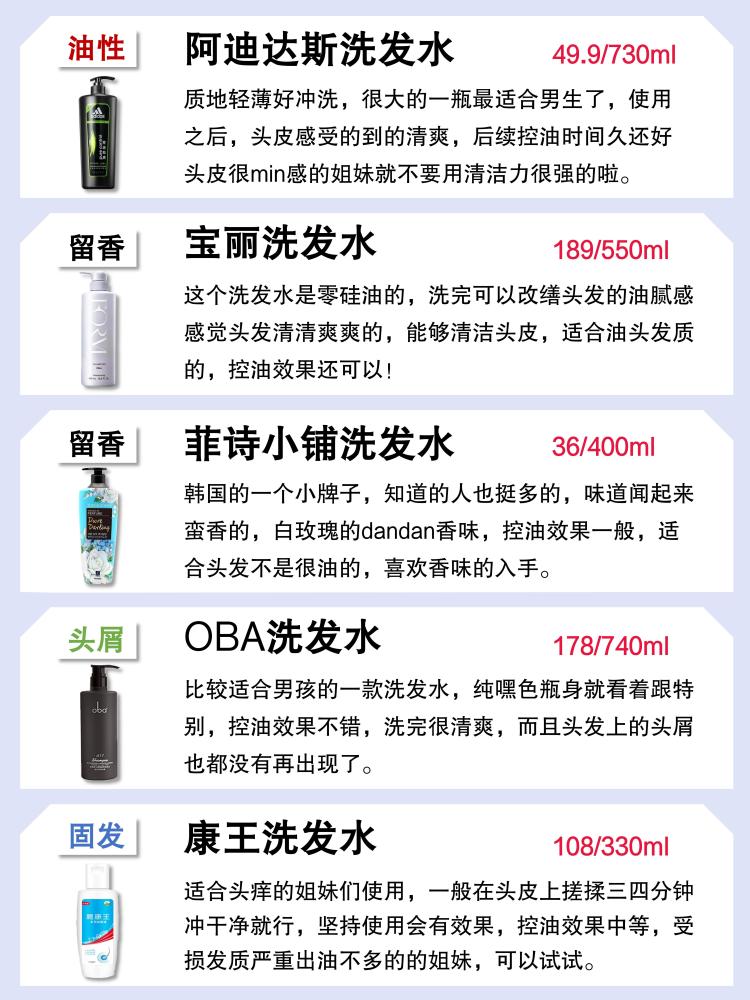 油性
阿迪达斯洗发水
49.9/730ml
质地轻薄好冲洗，很大的一瓶最适合男生了，使用
之后，头皮感受的到的清爽，后续控油时间久还好
头皮很min感的姐妹就不要用清洁力很强的啦。
adidas
留香
宝丽洗发水
189/550ml
这个洗发水是零硅油的，洗完可以改缮头发的油腻感
感觉头发清清爽爽的，能够清洁头皮，适合油头发质
的，控油效果还可以！
留香
菲诗小铺洗发水
36/400ml
韩国的一个小牌子，知道的人也挺多的，味道闻起来
蛮香的，白玫瑰的dandan香味，控油效果一般，适
合头发不是很油的，喜欢香味的入手。
Pure
Darling
头屑
OBA洗发水
178/740ml
比较适合男孩的一款洗发水，纯嘿色瓶身就看着跟特
别，控油效果不错，洗完很清爽，而且头发上的头屑
也都没有再出现了。
oba
Shampoo
固发
康王洗发水
108/330ml
适合头痒的姐妹们使用，一般在头皮上搓揉三四分钟
冲干净就行，坚持使用会有效果，控油效果中等，受
损发质严重出油不多的的姐妹，可以试试。